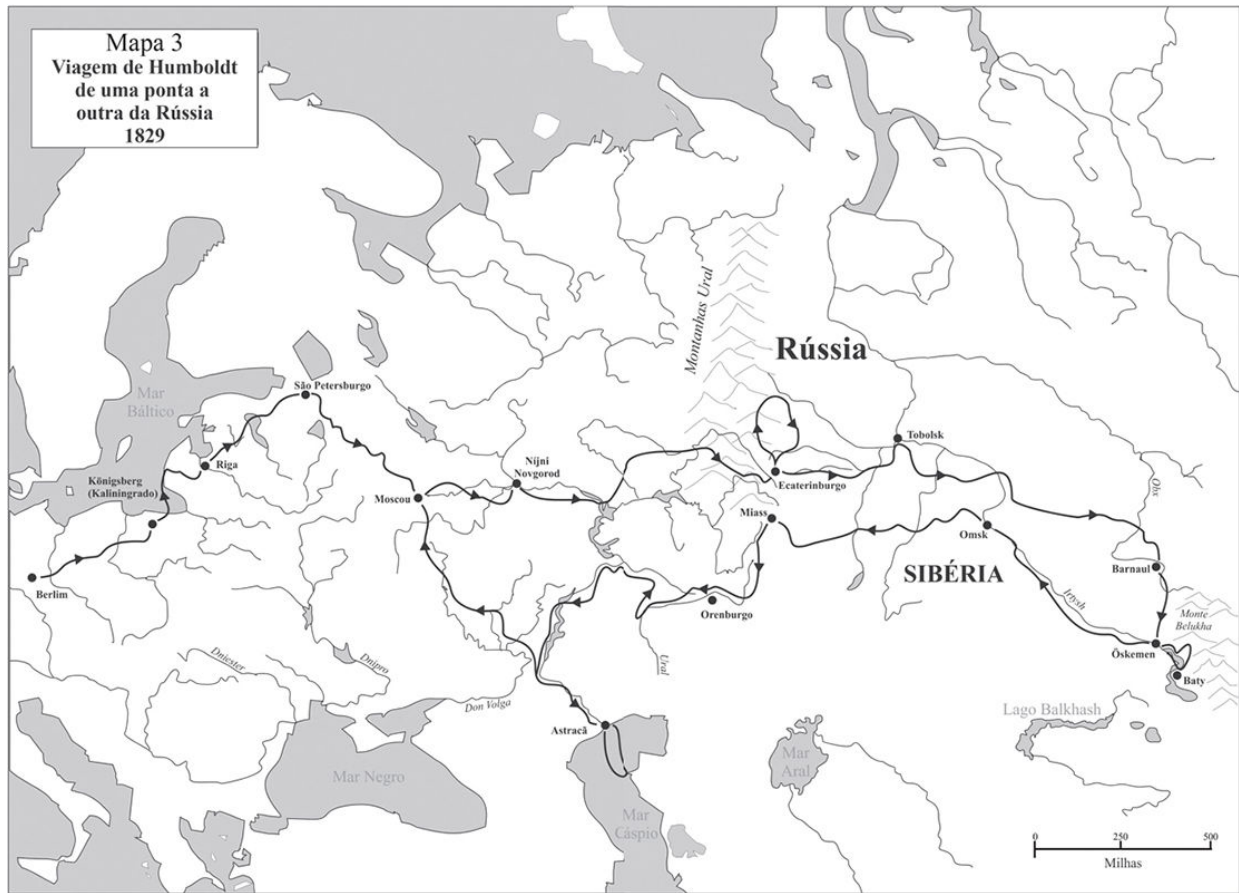 Mapa 3
Viagem de Humboldt
de uma ponta a
outra da Rússia
1829
Montanhas Ural
Rússia
Mar
Báltico
São Petersburgo
Riga
Königsberg
(Kaliningrado)
Berlim
Moscou
Níjni
Novgorod
Ecaterinburgo
Tobolsk
Miass
Omsk
Obs
SIBÉRIA
Barnaul
Orenburgo
Irtysh
Monte
Belukha
Öskemen
Baty
Dniester
Dnipro
Ural
Don Volga
Astracã
Lago Balkhash
Mar Negro
Mar
Aral
Mar
Cáspio
0
250
500
Milhas